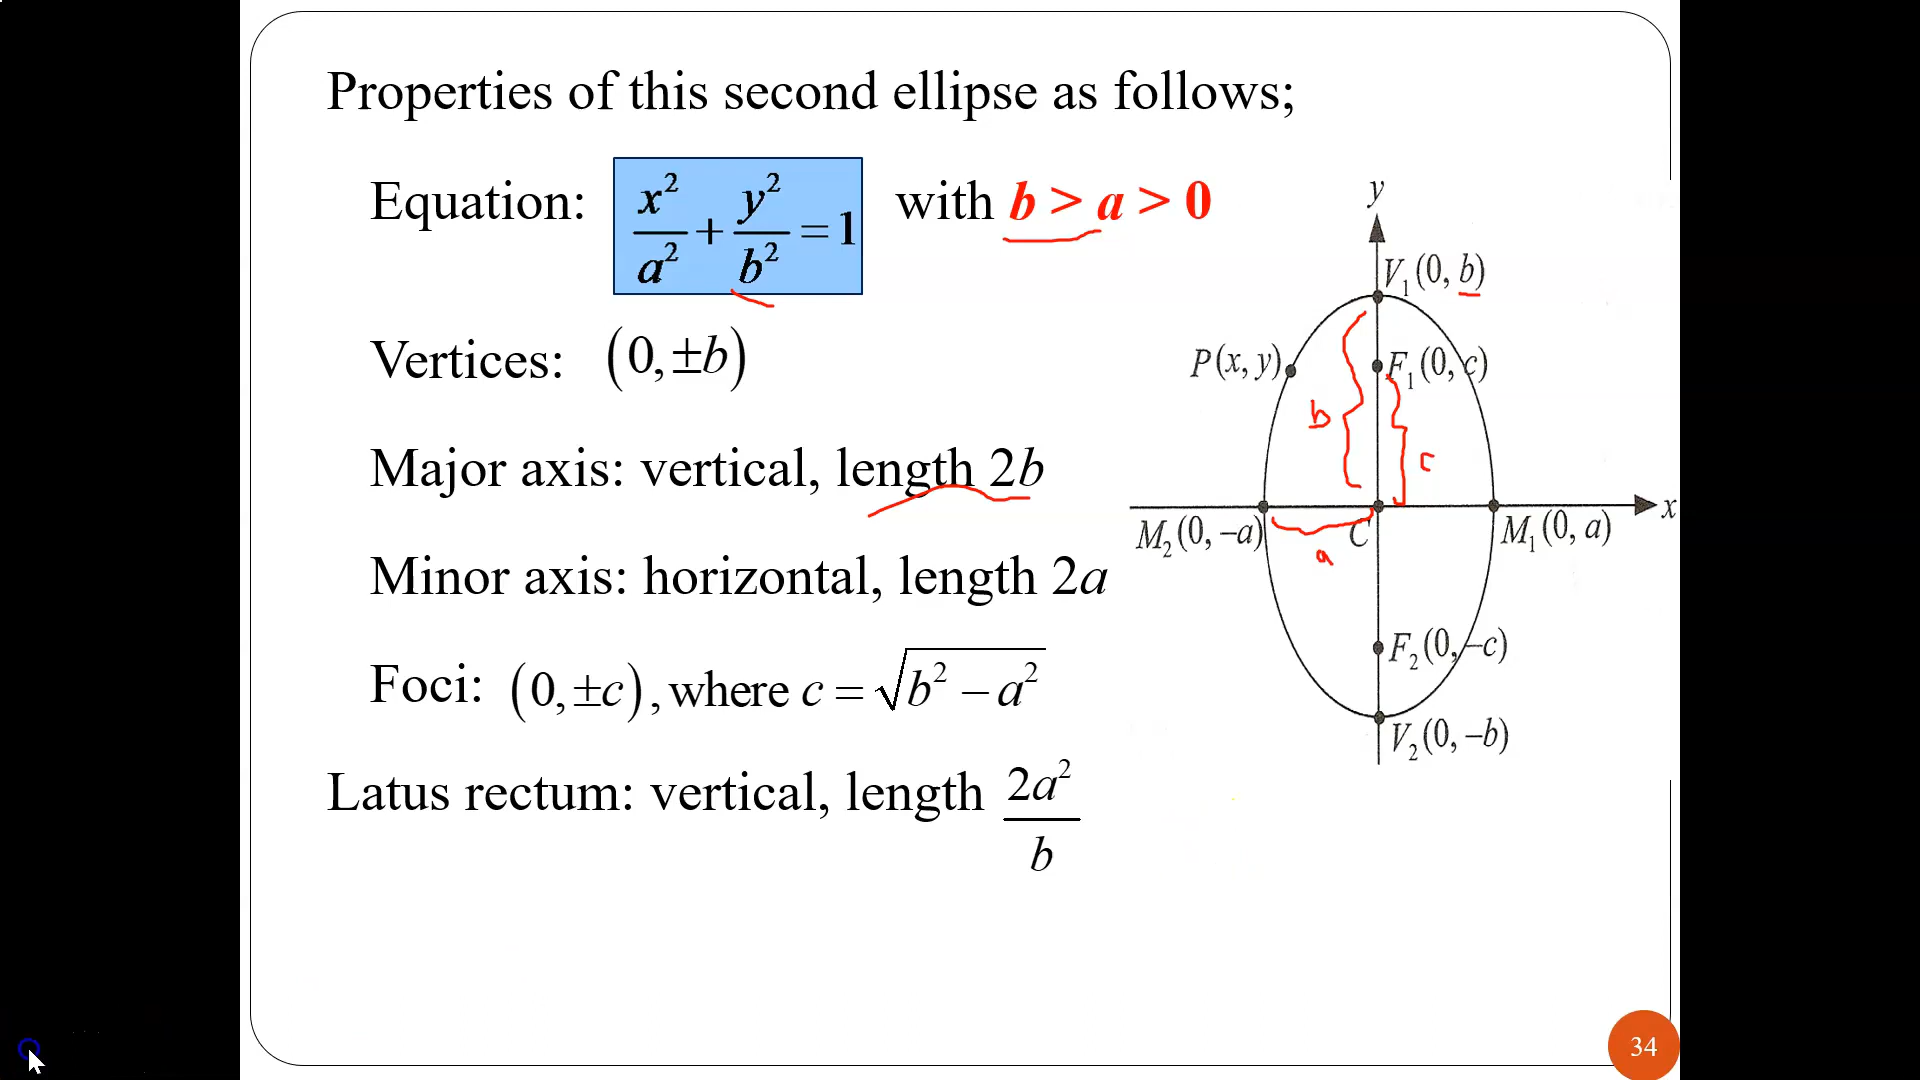 Properties of this second ellipse as follows;
Equation: x²/a² + y²/b² = 1 with b > a > 0
Vertices: (0, ±b)
Major axis: vertical, length 2b
Minor axis: horizontal, length 2a
Foci: (0, ±c), where c = √(b² − a²)
Latus rectum: vertical, length 2a²/b
y
V₁(0, b)
P(x, y)
F₁(0, c)
b
c
x
M₂(0, −a)
C
M₁(0, a)
a
F₂(0, −c)
V₂(0, −b)
34